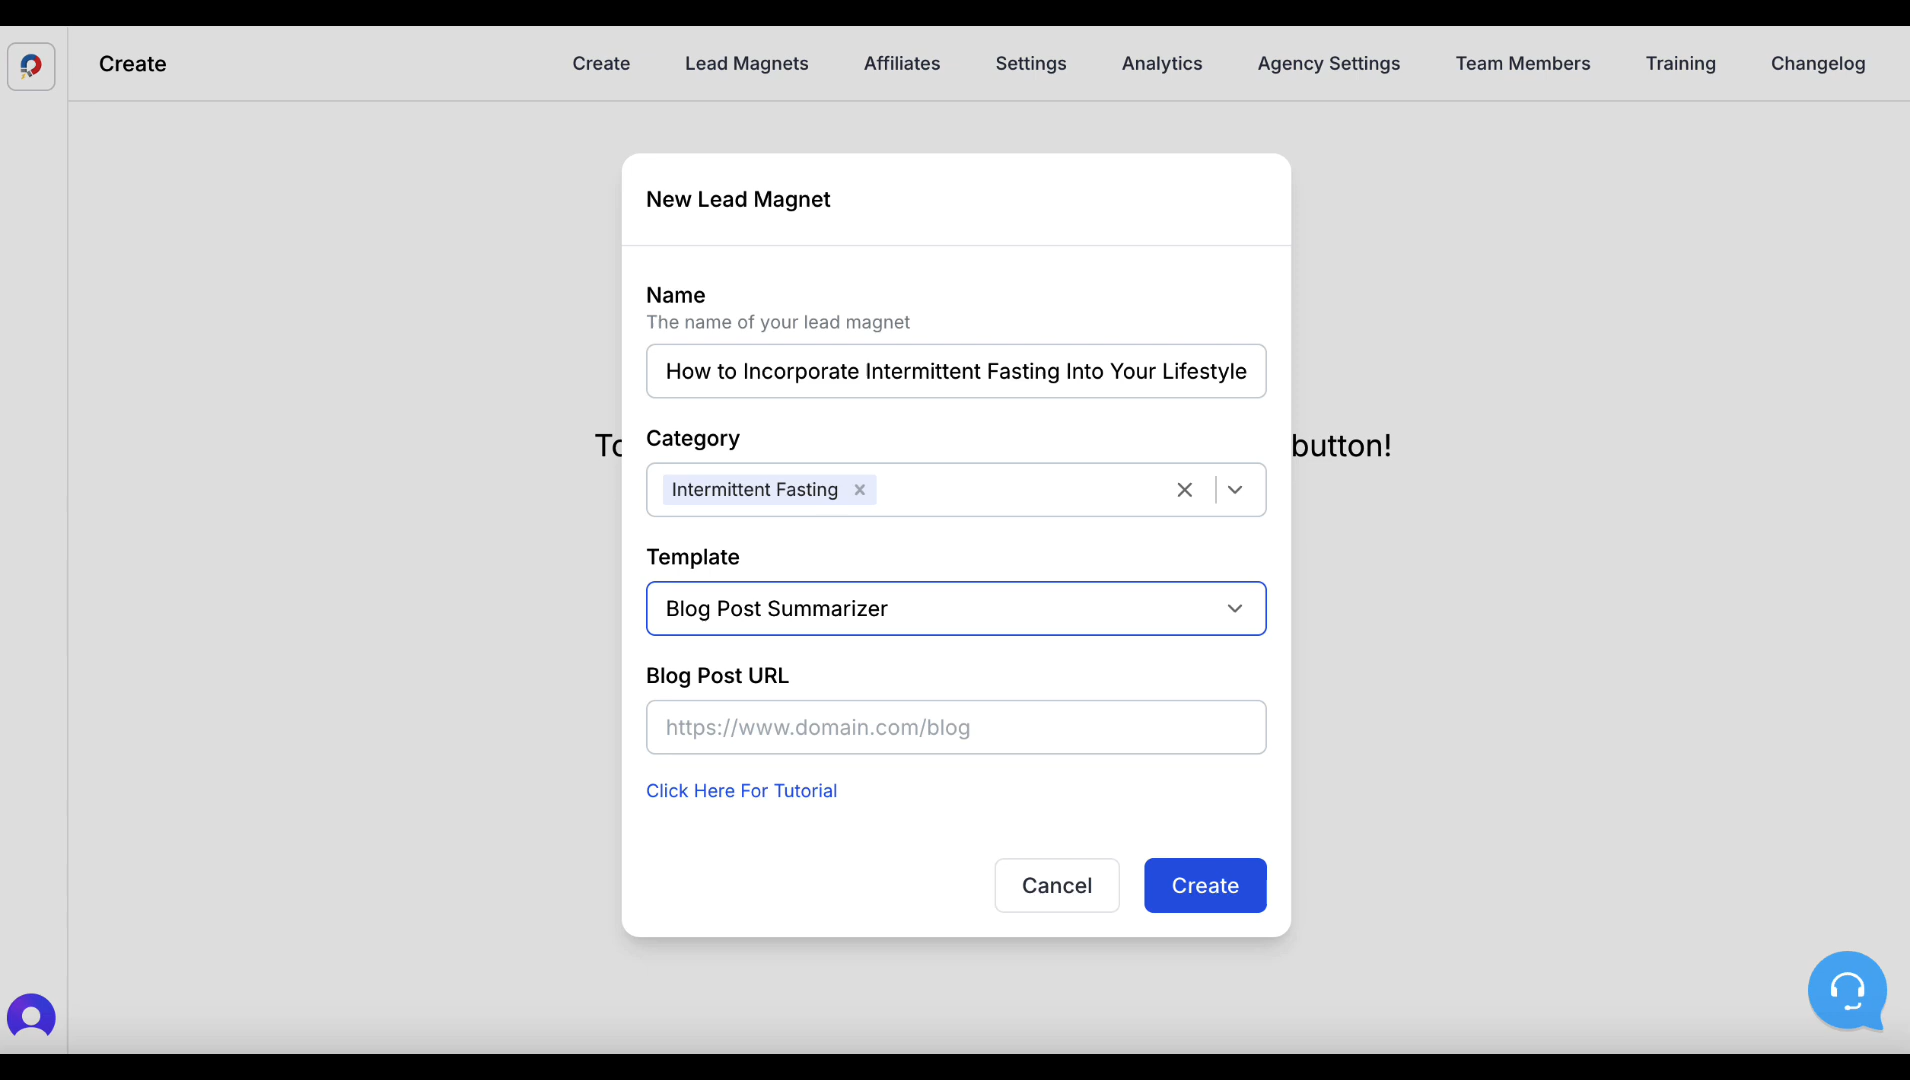 Create
Create
Lead Magnets
Affiliates
Settings
Analytics
Agency Settings
Team Members
Training
Changelog
New Lead Magnet
Name
The name of your lead magnet
How to Incorporate Intermittent Fasting Into Your Lifestyle
button!
Category
Intermittent Fasting
Template
Blog Post Summarizer
Blog Post URL
https://www.domain.com/blog
Click Here For Tutorial
Cancel
Create